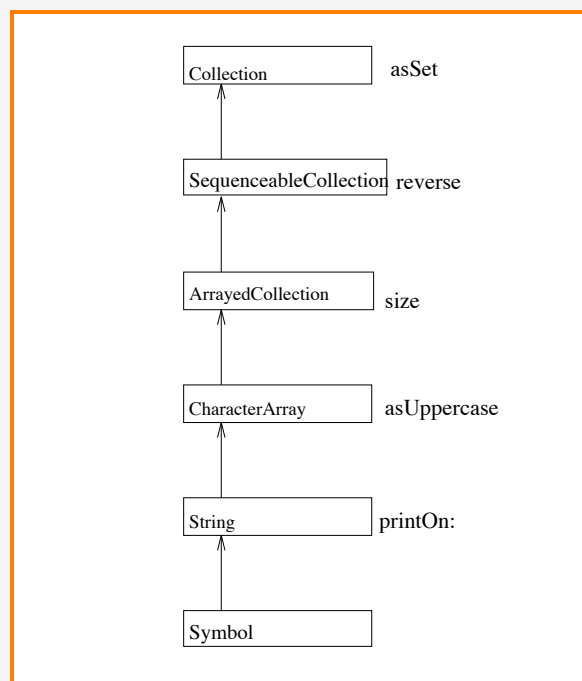 Collection asSet
SequenceableCollection reverse
ArrayedCollection size
CharacterArray asUppercase
String printOn:
Symbol